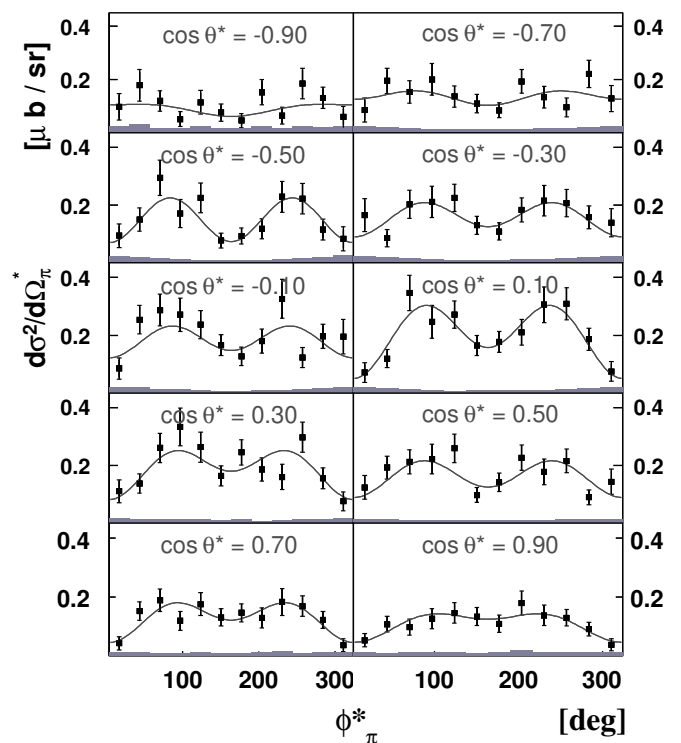 0.4 cos θ* = -0.90 cos θ* = -0.70 0.4
0.2 0.2
[μ b / sr]
0.4 cos θ* = -0.50 cos θ* = -0.30 0.4
0.2 0.2
dσ²/dΩ*π
0.4 cos θ* = -0.10 cos θ* = 0.10 0.4
0.2 0.2
0.4 cos θ* = 0.30 cos θ* = 0.50 0.4
0.2 0.2
0.4 cos θ* = 0.70 cos θ* = 0.90 0.4
0.2 0.2
100 200 300 100 200 300
ϕ*π [deg]